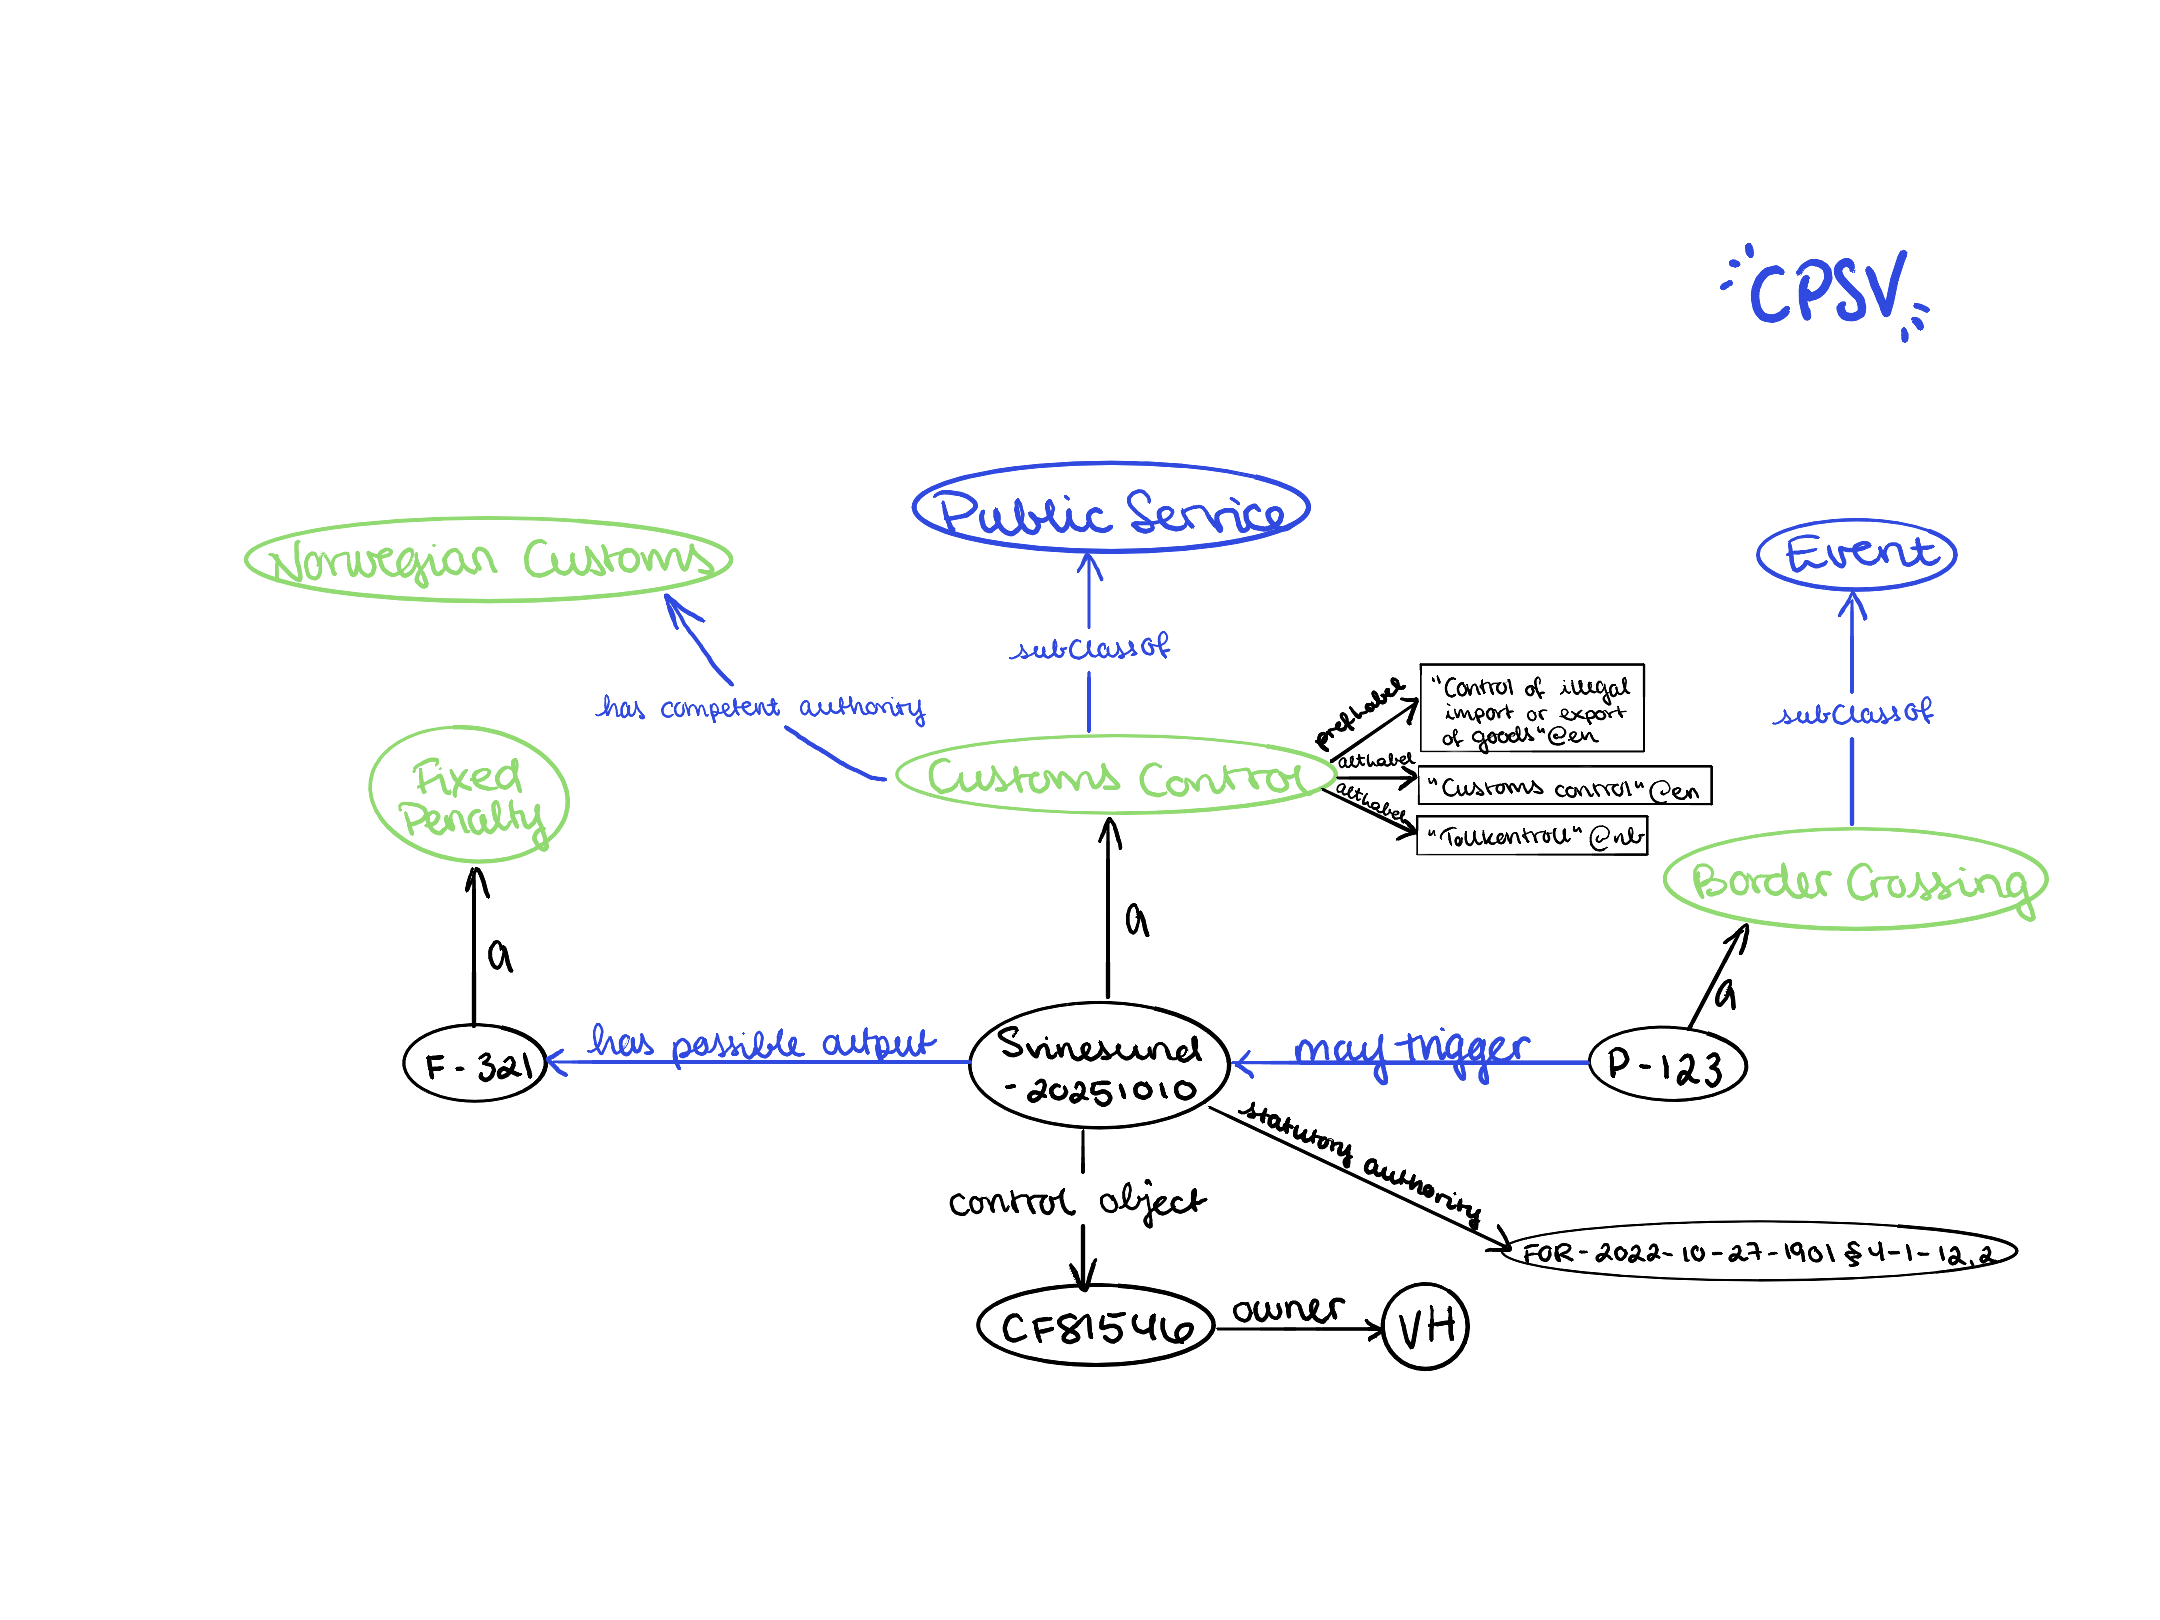 CPSV
Public Service
Norwegian Customs
Event
subClassOf
has competent authority
subClassOf
prefLabel
"Control of illegal
import or export
of goods"@en
altLabel
"Customs control"@en
altLabel
"Tollkontroll"@nb
Customs Control
Fixed
Penalty
Border Crossing
a
a
a
F-321
has possible output
Svinesund
-20251010
may trigger
P-123
statutory authority
control object
FOR-2022-10-27-1901 § 4-1-12,2
CF81546
owner
VH